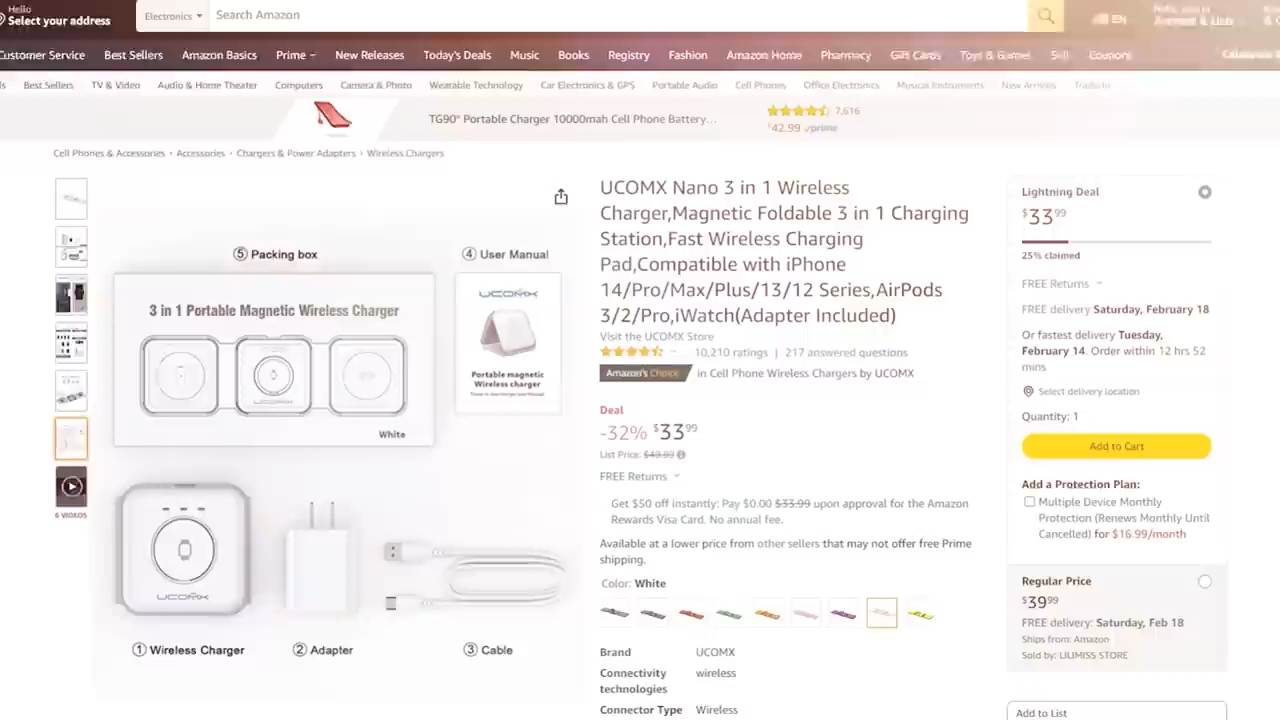 Hello
Select your address
Electronics
Search Amazon
EN
Customer Service
Best Sellers
Amazon Basics
Prime
New Releases
Today's Deals
Music
Books
Registry
Fashion
Amazon Home
Pharmacy
Gift Cards
Toys & Games
Sell
Coupons
Best Sellers
TV & Video
Audio & Home Theater
Computers
Camera & Photo
Wearable Technology
Car Electronics & GPS
Portable Audio
Cell Phones
Office Electronics
Musical Instruments
New Arrivals
TG90° Portable Charger 10000mah Cell Phone Battery…
7,616
$42.99 prime
Cell Phones & Accessories › Accessories › Chargers & Power Adapters › Wireless Chargers
⑤ Packing box
④ User Manual
3 in 1 Portable Magnetic Wireless Charger
UCOMX
White
UCOMX
Portable magnetic
Wireless charger
UCOMX
① Wireless Charger
② Adapter
③ Cable
6 VIDEOS
UCOMX Nano 3 in 1 Wireless
Charger,Magnetic Foldable 3 in 1 Charging
Station,Fast Wireless Charging
Pad,Compatible with iPhone
14/Pro/Max/Plus/13/12 Series,AirPods
3/2/Pro,iWatch(Adapter Included)
Visit the UCOMX Store
10,210 ratings | 217 answered questions
Amazon's Choice in Cell Phone Wireless Chargers by UCOMX
Deal
-32% $33 99
List Price: $49.99
FREE Returns
Get $50 off instantly: Pay $0.00 $33.99 upon approval for the Amazon
Rewards Visa Card. No annual fee.
Available at a lower price from other sellers that may not offer free Prime
shipping.
Color: White
Brand UCOMX
Connectivity wireless
technologies
Connector Type Wireless
Lightning Deal
$33 99
25% claimed
FREE Returns
FREE delivery Saturday, February 18
Or fastest delivery Tuesday,
February 14. Order within 12 hrs 52
mins
Select delivery location
Quantity: 1
Add to Cart
Add a Protection Plan:
Multiple Device Monthly
Protection (Renews Monthly Until
Cancelled) for $16.99/month
Regular Price
$39 99
FREE delivery: Saturday, Feb 18
Ships from: Amazon
Sold by: LILIMISS STORE
Add to List